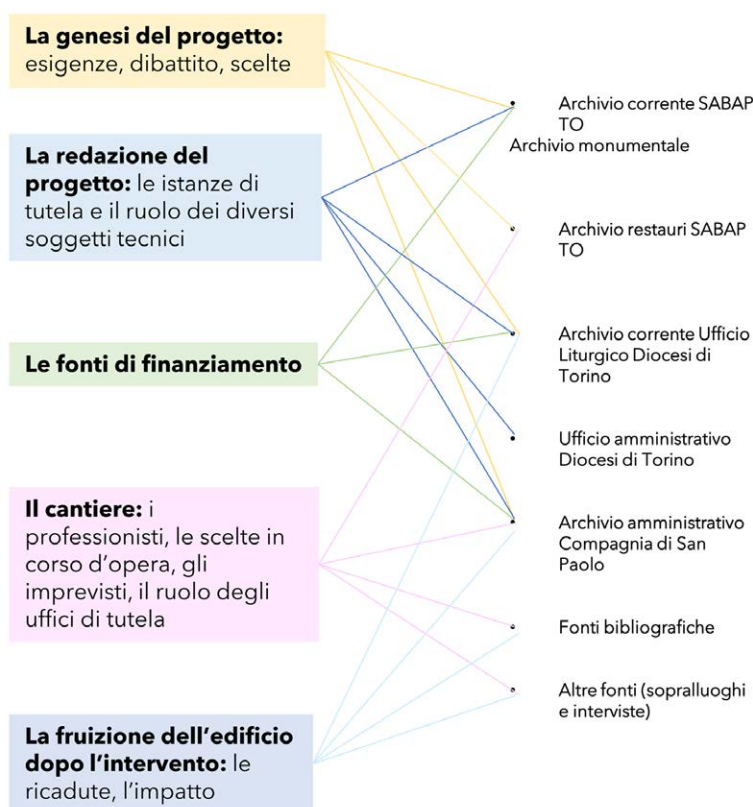 La genesi del progetto:
esigenze, dibattito, scelte
La redazione del
progetto: le istanze di
tutela e il ruolo dei diversi
soggetti tecnici
Le fonti di finanziamento
Il cantiere: i
professionisti, le scelte in
corso d'opera, gli
imprevisti, il ruolo degli
uffici di tutela
La fruizione dell'edificio
dopo l'intervento: le
ricadute, l'impatto
Archivio corrente SABAP
TO
Archivio monumentale
Archivio restauri SABAP
TO
Archivio corrente Ufficio
Liturgico Diocesi di
Torino
Ufficio amministrativo
Diocesi di Torino
Archivio amministrativo
Compagnia di San
Paolo
Fonti bibliografiche
Altre fonti (sopralluoghi
e interviste)